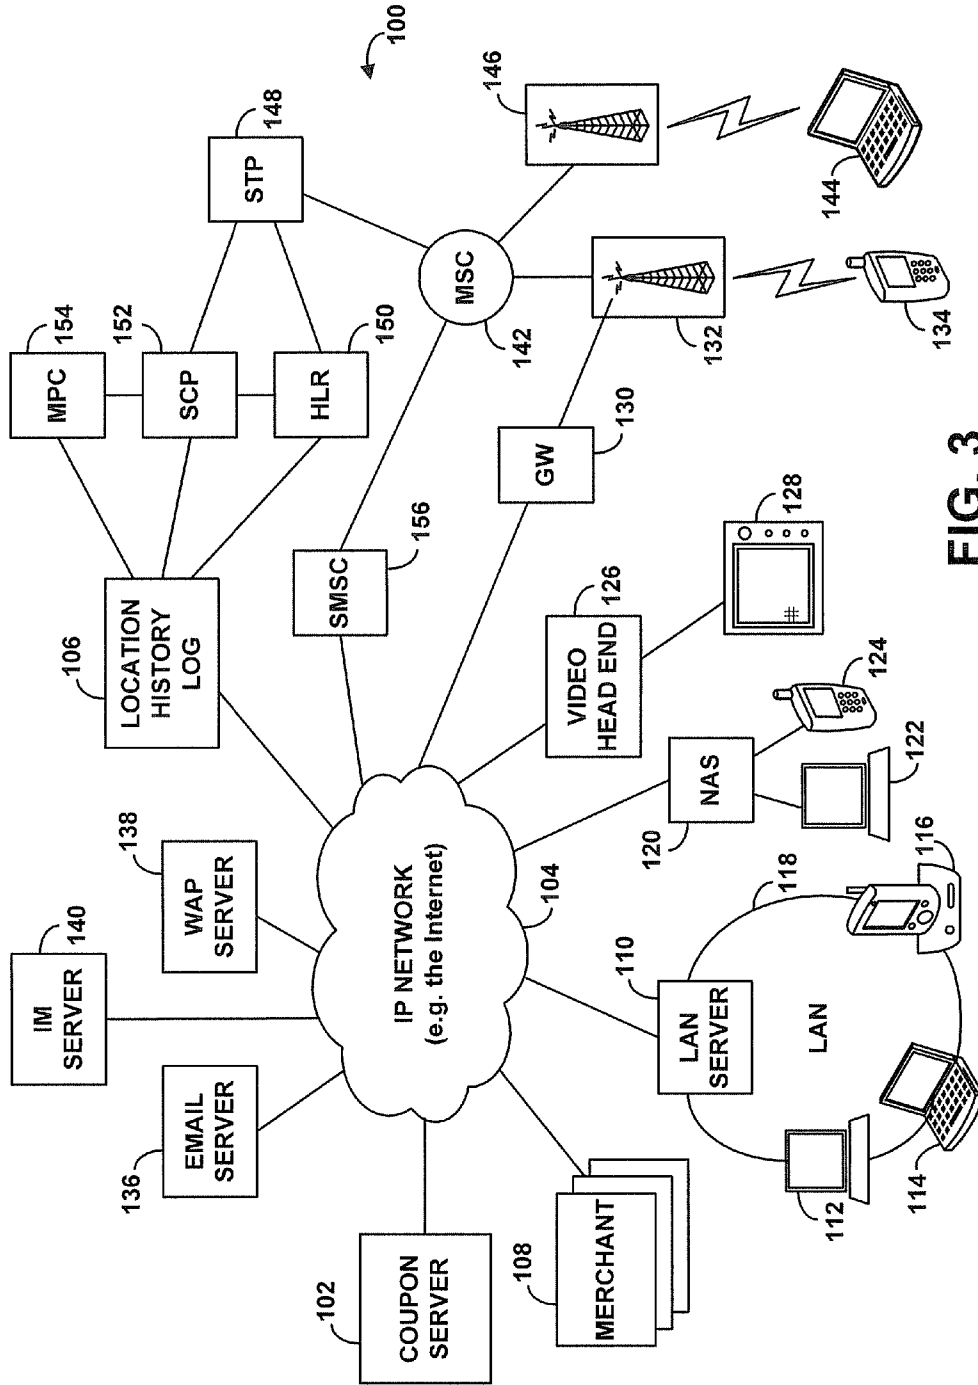 100
MPC
154
STP
148
SCP
152
HLR
150
146
MSC
142
144
132
134
LOCATION
HISTORY
LOG
106
SMSC
156
GW
130
VIDEO
HEAD END
126
128
IM
SERVER
140
WAP
SERVER
138
EMAIL
SERVER
136
IP NETWORK
(e.g. the Internet)
104
NAS
120
122
124
COUPON
SERVER
102
MERCHANT
108
LAN
SERVER
110
LAN
118
116
112
114
FIG. 3